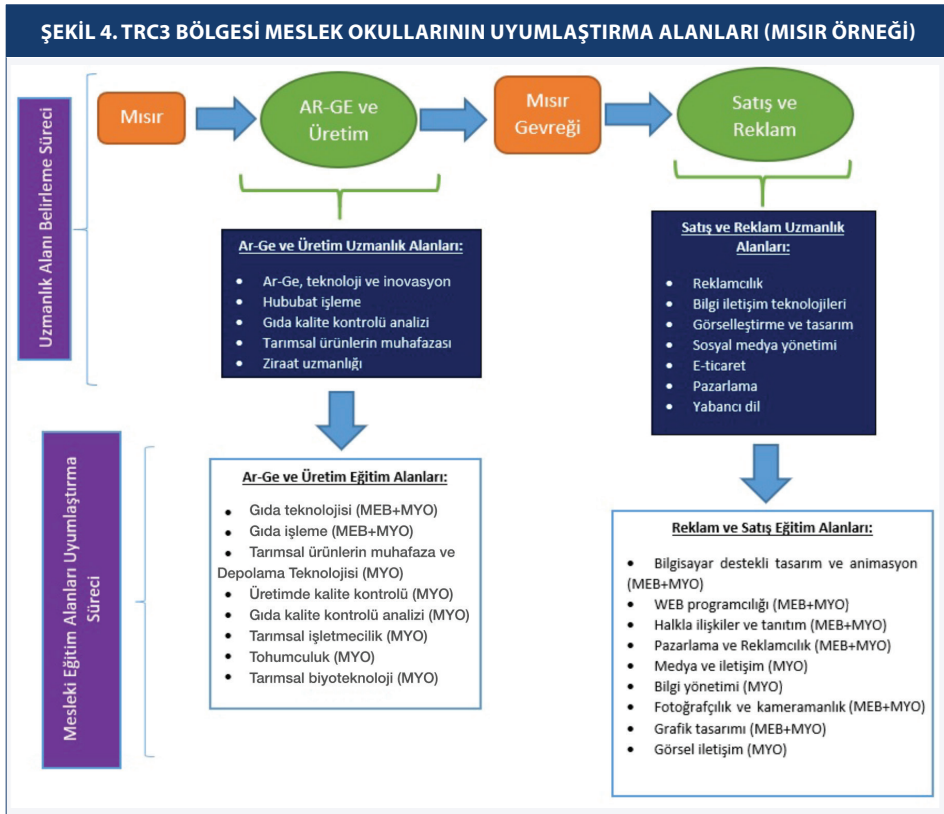 ŞEKİL 4. TRC3 BÖLGESİ MESLEK OKULLARININ UYUMLAŞTIRMA ALANLARI (MISIR ÖRNEĞİ)
Uzmanlık Alanı Belirleme Süreci
Mısır
AR-GE ve
Üretim
Mısır
Gevreği
Satış ve
Reklam
Ar-Ge ve Üretim Uzmanlık Alanları:
• Ar-Ge, teknoloji ve inovasyon
• Hububat işleme
• Gıda kalite kontrolü analizi
• Tarımsal ürünlerin muhafazası
• Ziraat uzmanlığı
Satış ve Reklam Uzmanlık
Alanları:
• Reklamcılık
• Bilgi iletişim teknolojileri
• Görselleştirme ve tasarım
• Sosyal medya yönetimi
• E-ticaret
• Pazarlama
• Yabancı dil
Mesleki Eğitim Alanları Uyumlaştırma
Süreci
Ar-Ge ve Üretim Eğitim Alanları:
• Gıda teknolojisi (MEB+MYO)
• Gıda işleme (MEB+MYO)
• Tarımsal ürünlerin muhafaza ve
Depolama Teknolojisi (MYO)
• Üretimde kalite kontrolü (MYO)
• Gıda kalite kontrolü analizi (MYO)
• Tarımsal işletmecilik (MYO)
• Tohumculuk (MYO)
• Tarımsal biyoteknoloji (MYO)
Reklam ve Satış Eğitim Alanları:
• Bilgisayar destekli tasarım ve animasyon
(MEB+MYO)
• WEB programcılığı (MEB+MYO)
• Halkla ilişkiler ve tanıtım (MEB+MYO)
• Pazarlama ve Reklamcılık (MEB+MYO)
• Medya ve iletişim (MYO)
• Bilgi yönetimi (MYO)
• Fotoğrafçılık ve kameramanlık (MEB+MYO)
• Grafik tasarımı (MEB+MYO)
• Görsel iletişim (MYO)